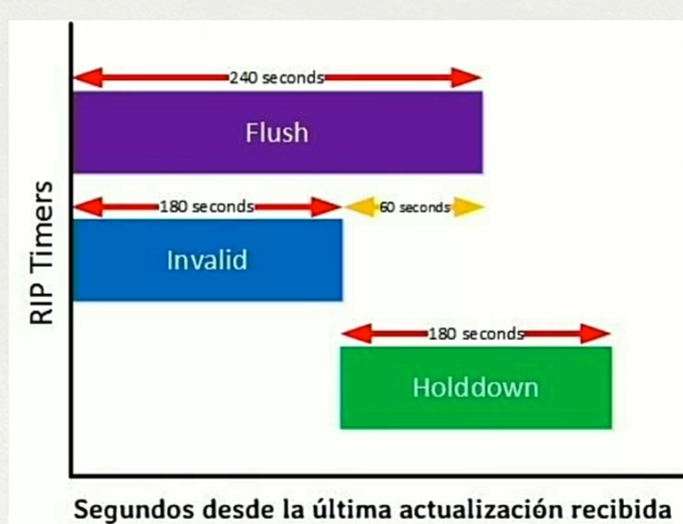 240 seconds
Flush
180 seconds
60 seconds
Invalid
180 seconds
Holddown
RIP Timers
Segundos desde la última actualización recibida